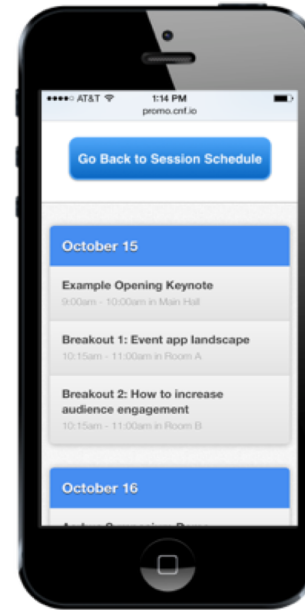 AT&T 1:14 PM
promo.cnf.io
Go Back to Session Schedule
October 15
Example Opening Keynote
9:00am - 10:00am in Main Hall
Breakout 1: Event app landscape
10:15am - 11:00am in Room A
Breakout 2: How to increase
audience engagement
10:15am - 11:00am in Room B
October 16